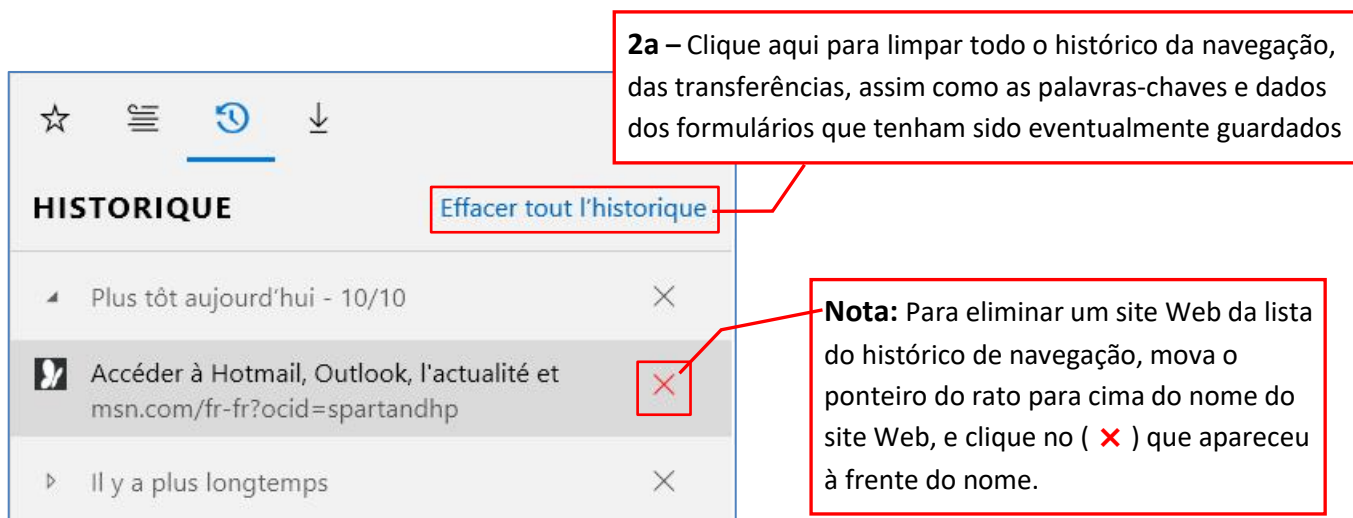 2a – Clique aqui para limpar todo o histórico da navegação,
das transferências, assim como as palavras-chaves e dados
dos formulários que tenham sido eventualmente guardados
HISTORIQUE
Effacer tout l'historique
Plus tôt aujourd'hui - 10/10
Accéder à Hotmail, Outlook, l'actualité et
msn.com/fr-fr?ocid=spartandhp
Il y a plus longtemps
Nota: Para eliminar um site Web da lista
do histórico de navegação, mova o
ponteiro do rato para cima do nome do
site Web, e clique no ( × ) que apareceu
à frente do nome.